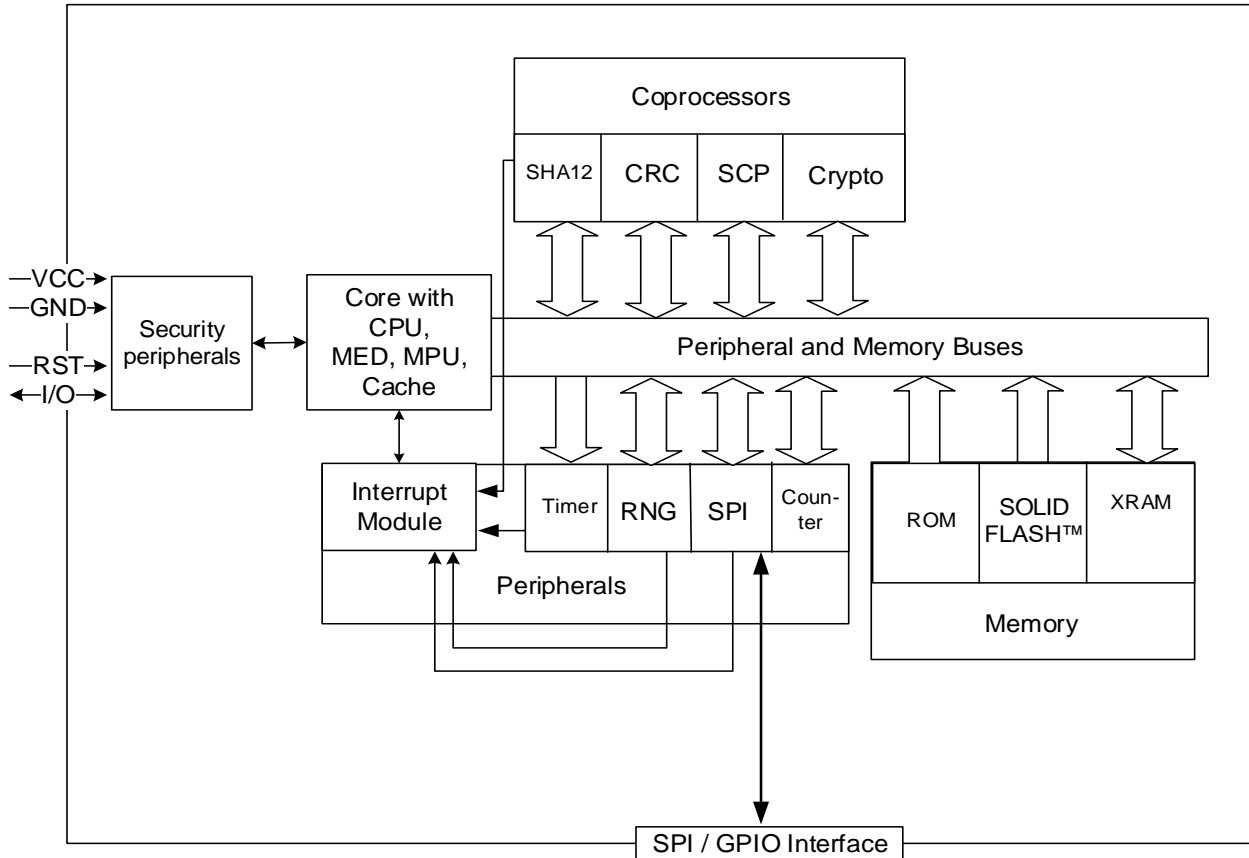 Coprocessors
SHA12
CRC
SCP
Crypto
VCC
GND
RST
I/O
Security
peripherals
Core with
CPU,
MED, MPU,
Cache
Peripheral and Memory Buses
Interrupt
Module
Timer
RNG
SPI
Coun-
ter
Peripherals
ROM
SOLID
FLASH™
XRAM
Memory
SPI / GPIO Interface